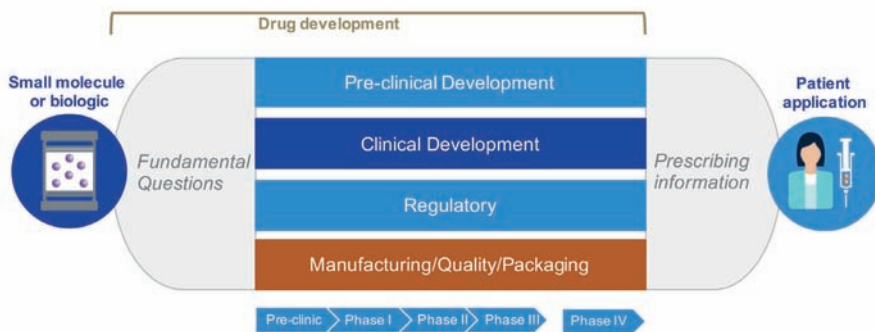 Drug development
Small molecule
or biologic
Fundamental
Questions
Pre-clinical Development
Clinical Development
Regulatory
Manufacturing/Quality/Packaging
Prescribing
information
Patient
application
Pre-clinic
Phase I
Phase II
Phase III
Phase IV